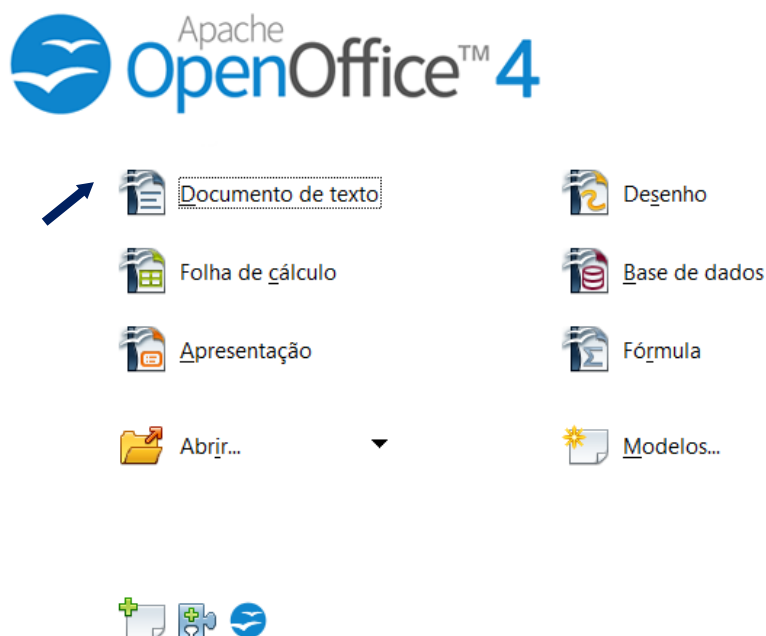 Apache
OpenOffice™ 4
Documento de texto
Desenho
Folha de cálculo
Base de dados
Apresentação
Fórmula
Abrir...
Modelos...